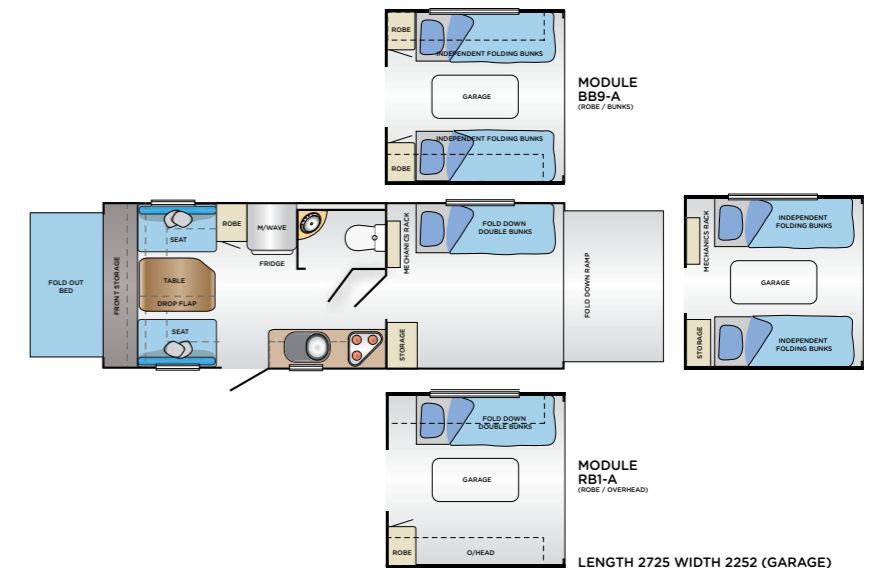 ROBE
INDEPENDENT FOLDING BUNKS
GARAGE
INDEPENDENT FOLDING BUNKS
ROBE
MODULE
BB9-A
(ROBE / BUNKS)
FOLD OUT
BED
FRONT STORAGE
SEAT
TABLE
DROP FLAP
SEAT
ROBE
M/WAVE
FRIDGE
MECHANICS RACK
STORAGE
FOLD DOWN
DOUBLE BUNKS
FOLD DOWN RAMP
MECHANICS RACK
STORAGE
INDEPENDENT
FOLDING BUNKS
GARAGE
INDEPENDENT
FOLDING BUNKS
FOLD DOWN
DOUBLE BUNKS
GARAGE
ROBE
O/HEAD
MODULE
RB1-A
(ROBE / OVERHEAD)
LENGTH 2725 WIDTH 2252 (GARAGE)